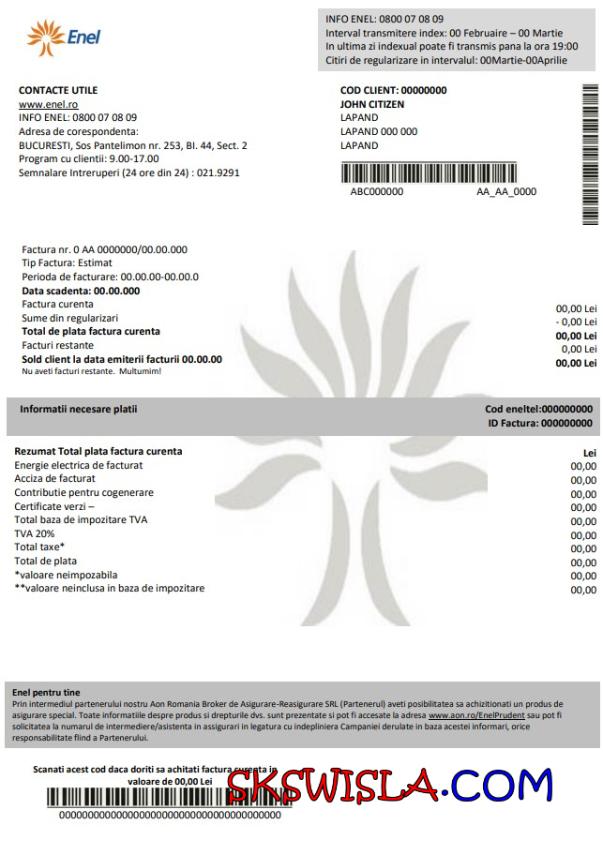 Enel
INFO ENEL: 0800 07 08 09
Interval transmitere index: 00 Februaire – 00 Martie
In ultima zi indexual poate fi transmis pana la ora 19:00
Citiri de regularizare in intervalul: 00Martie-00Aprilie
CONTACTE UTILE
www.enel.ro
INFO ENEL: 0800 07 08 09
Adresa de corespondenta:
BUCURESTI, Sos Pantelimon nr. 253, BI. 44, Sect. 2
Program cu clientii: 9.00-17.00
Semnalare Intreruperi (24 ore din 24) : 021.9291
COD CLIENT: 00000000
JOHN CITIZEN
LAPAND
LAPAND 000 000
LAPAND
ABC000000 AA_AA_0000
Factura nr. 0 AA 0000000/00.00.000
Tip Factura: Estimat
Perioda de facturare: 00.00.00-00.00.0
Data scadenta: 00.00.000
Factura curenta 00,00 Lei
Sume din regularizari - 0,00 Lei
Total de plata factura curenta 00,00 Lei
Facturi restante 0,00 Lei
Sold client la data emiterii facturii 00.00.00 00,00 Lei
Nu aveti facturi restante. Multumim!
Informatii necesare platii Cod eneltel:000000000
ID Factura: 000000000
Rezumat Total plata factura curenta Lei
Energie electrica de facturat 00,00
Acciza de facturat 00,00
Contributie pentru cogenerare 00,00
Certificate verzi – 00,00
Total baza de impozitare TVA 00,00
TVA 20% 00,00
Total taxe* 00,00
Total de plata 00,00
*valoare neimpozabila 00,00
**valoare neinclusa in baza de impozitare 00,00
Enel pentru tine
Prin intermediul partenerului nostru Aon Romania Broker de Asigurare-Reasigurare SRL (Partenerul) aveti posibilitatea sa achizitionati un produs de
asigurare special. Toate informatiile despre produs si drepturile dvs. sunt prezentate si pot fi accesate la adresa www.aon.ro/EnelPrudent sau pot fi
solicitate la numarul de intermediere/asistenta in assigurari in legatura cu indepliniera Campaniei derulate in baza acestei informari, orice
responsabilitate fiind a Partenerului.
Scanati acest cod daca doriti sa achitati factura curenta in
valoare de 00,00 Lei
SKSWISLA.COM
00000000000000000000000000000000000000